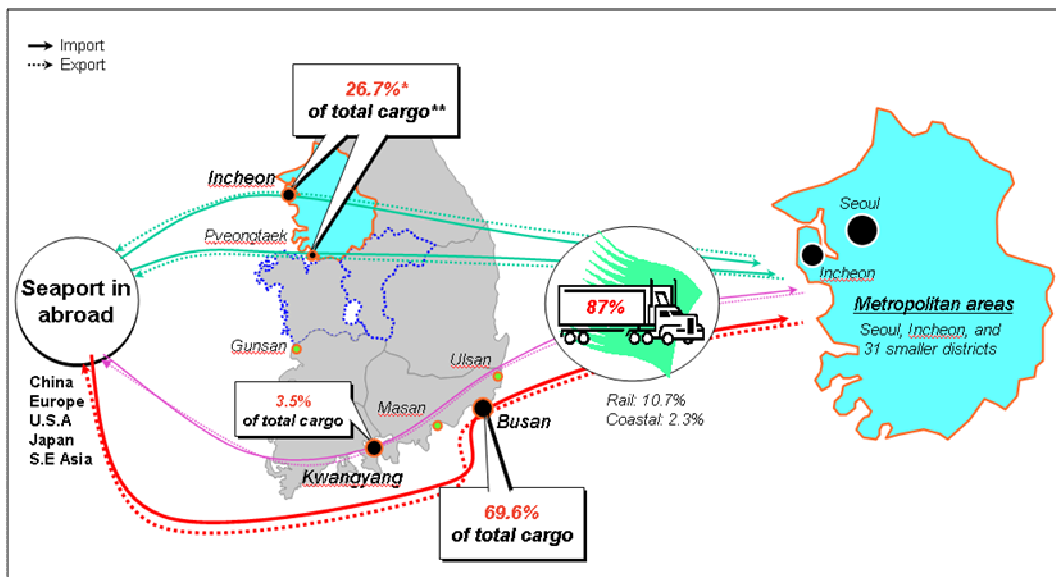 Import
Export
26.7%*
of total cargo**
Incheon
Pyeongtaek
Seaport in
abroad
China
Europe
U.S.A
Japan
S.E Asia
Gunsan
Ulsan
Masan
3.5%
of total cargo
Kwangyang
Busan
69.6%
of total cargo
87%
Rail: 10.7%
Coastal: 2.3%
Seoul
Incheon
Metropolitan areas
Seoul, Incheon, and
31 smaller districts